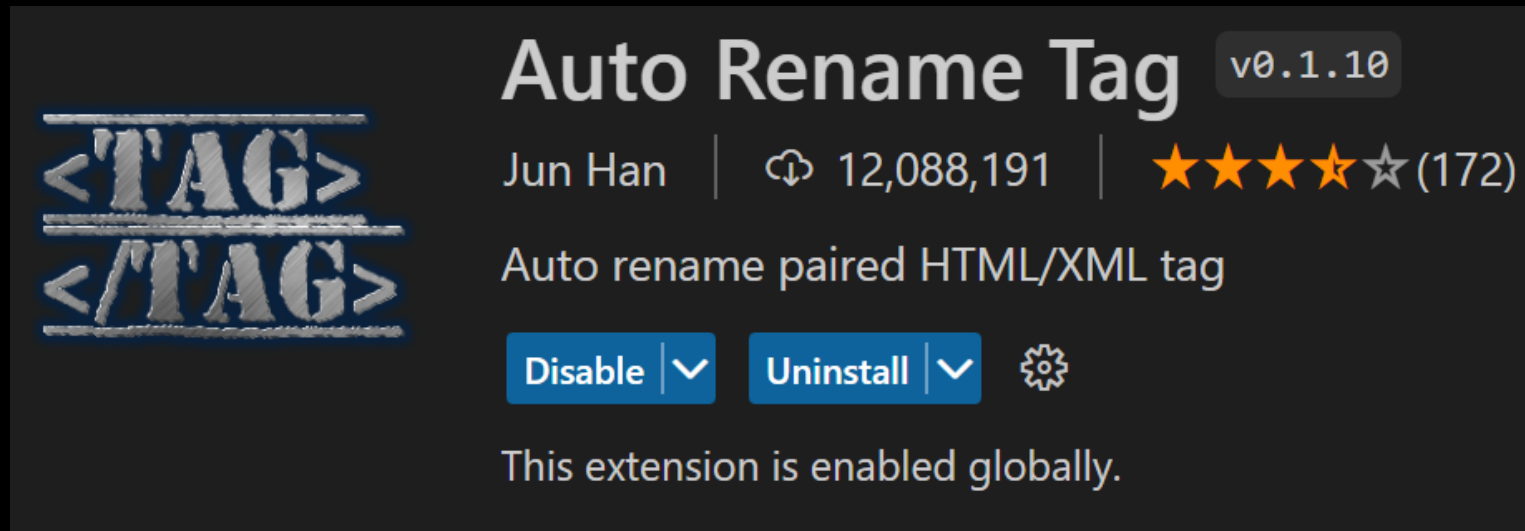 <TAG>
</TAG>
Auto Rename Tag v0.1.10
Jun Han 12,088,191 (172)
Auto rename paired HTML/XML tag
Disable Uninstall
This extension is enabled globally.